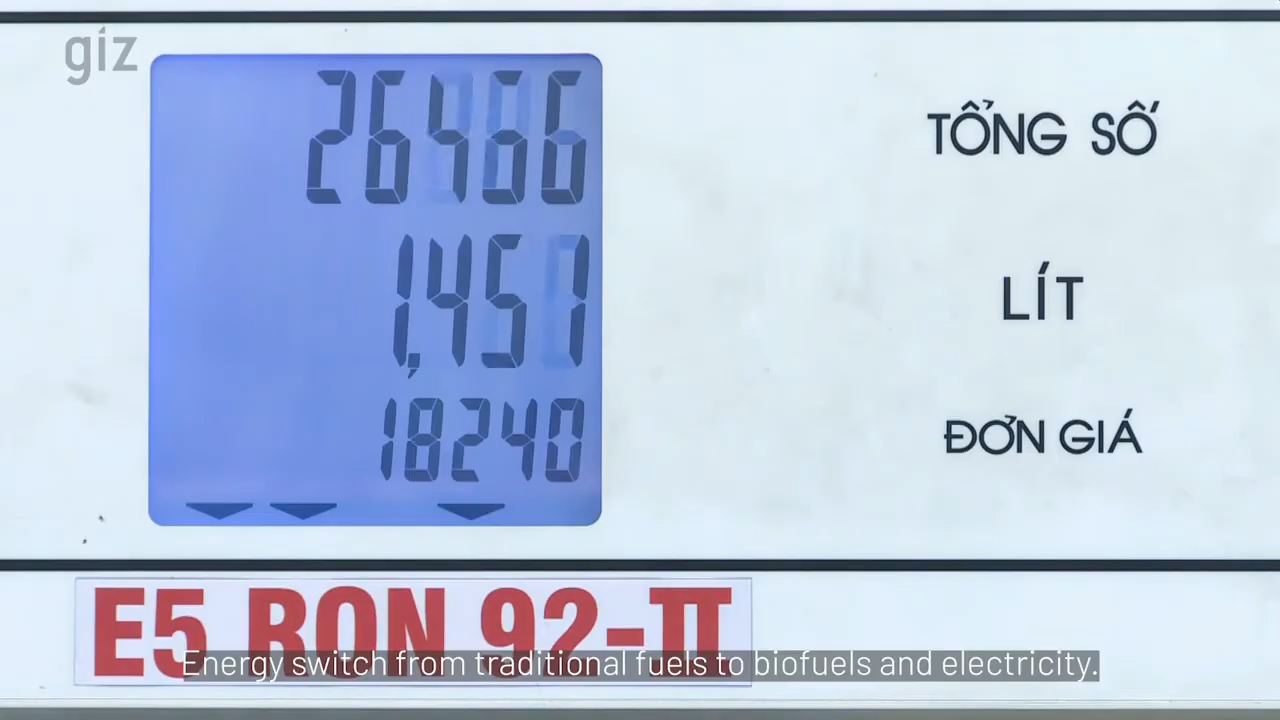 giz
26466
TỔNG SỐ
1,451
LÍT
18240
ĐƠN GIÁ
E5 RON 92-II
Energy switch from traditional fuels to biofuels and electricity.